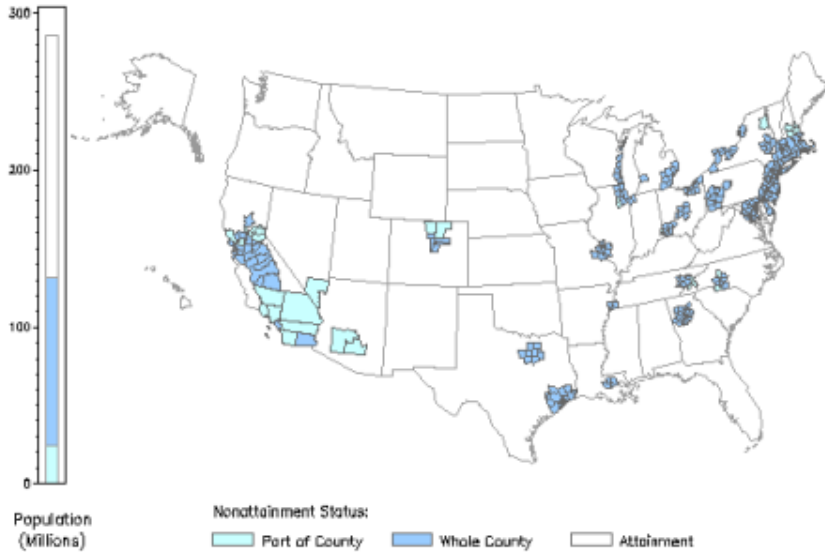 300
200
100
0
Population
(Millions)
Nonattainment Status:
Part of County
Whole County
Attainment